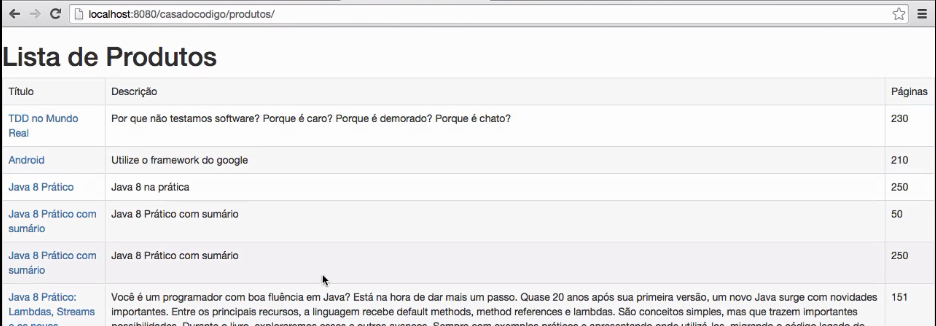 localhost:8080/casadocodigo/produtos/
Lista de Produtos
Título Descrição Páginas
TDD no Mundo Real Por que não testamos software? Porque é caro? Porque é demorado? Porque é chato? 230
Android Utilize o framework do google 210
Java 8 Prático Java 8 na prática 250
Java 8 Prático com sumário Java 8 Prático com sumário 50
Java 8 Prático com sumário Java 8 Prático com sumário 250
Java 8 Prático: Você é um programador com boa fluência em Java? Está na hora de dar mais um passo. Quase 20 anos após sua primeira versão, um novo Java surge com novidades 151
Lambdas, Streams importantes. Entre os principais recursos, a linguagem recebe default methods, method references e lambdas. São conceitos simples, mas que trazem importantes